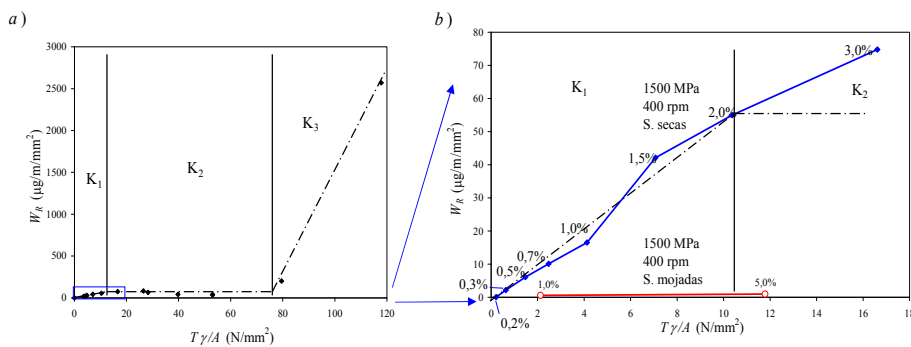 a)
3000
2500
2000
1500
1000
500
0
0 20 40 60 80 100 120
W_R (µg/m/mm²)
Tγ/A (N/mm²)
K₁
K₂
K₃
b)
80
70
60
50
40
30
20
10
0
0 2 4 6 8 10 12 14 16 18
W_R (µg/m/mm²)
Tγ/A (N/mm²)
K₁
K₂
1500 MPa
400 rpm
S. secas
3,0%
2,0%
1,5%
1,0%
0,7%
0,5%
0,3%
0,2%
1500 MPa
400 rpm
S. mojadas
1,0%
5,0%